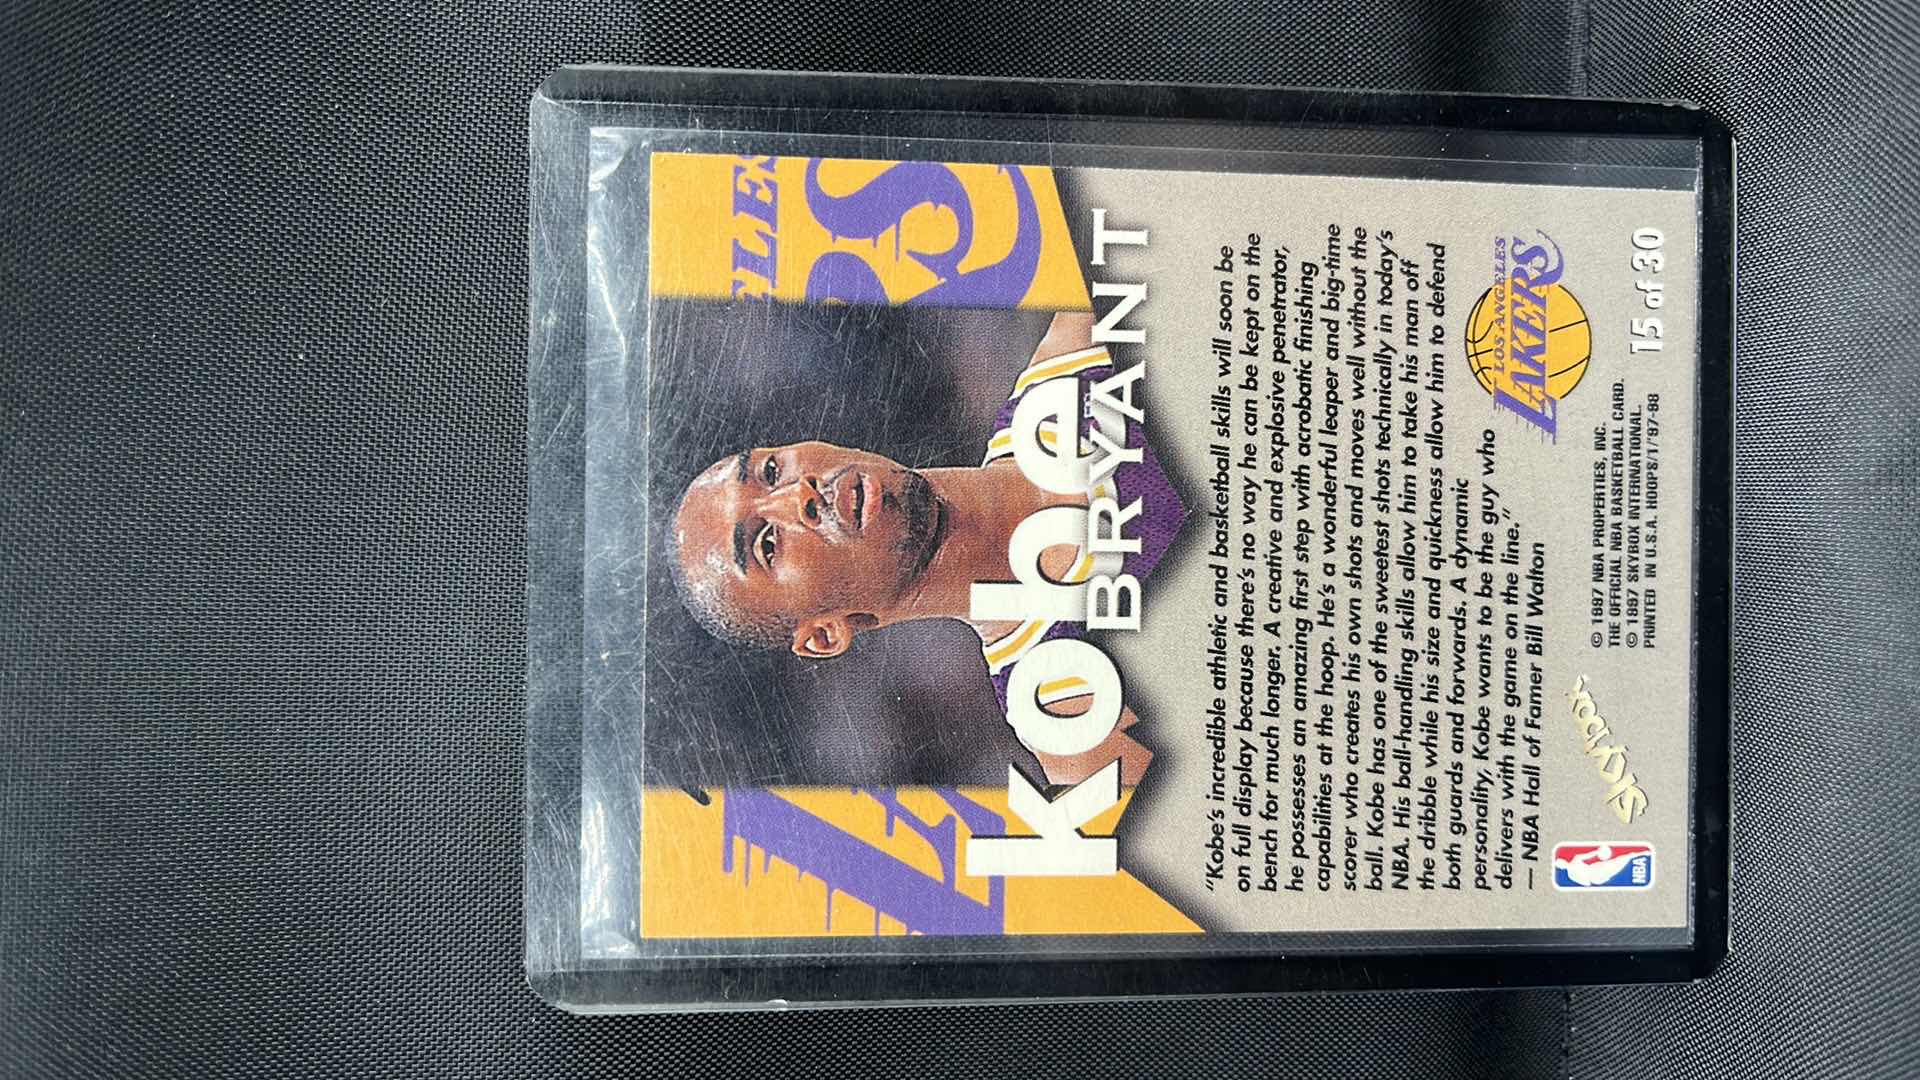 LE
RS
kobe
BRYANT
"Kobe's incredible athletic and basketball skills will soon be
on full display because there's no way he can be kept on the
bench for much longer. A creative and explosive penetrator,
he possesses an amazing first step with acrobatic finishing
capabilities at the hoop. He's a wonderful leaper and big-time
scorer who creates his own shots and moves well without the
ball. Kobe has one of the sweetest shots technically in today's
NBA. His ball-handling skills allow him to take his man off
the dribble while his size and quickness allow him to defend
both guards and forwards. A dynamic
personality, Kobe wants to be the guy who
delivers with the game on the line."
— NBA Hall of Famer Bill Walton
LOS ANGELES
LAKERS
NBA
SKYBOX
© 1997 NBA PROPERTIES, INC.
THE OFFICIAL NBA BASKETBALL CARD.
© 1997 SKYBOX INTERNATIONAL.
PRINTED IN U.S.A. HOOPS/1/'97-98
15 of 30